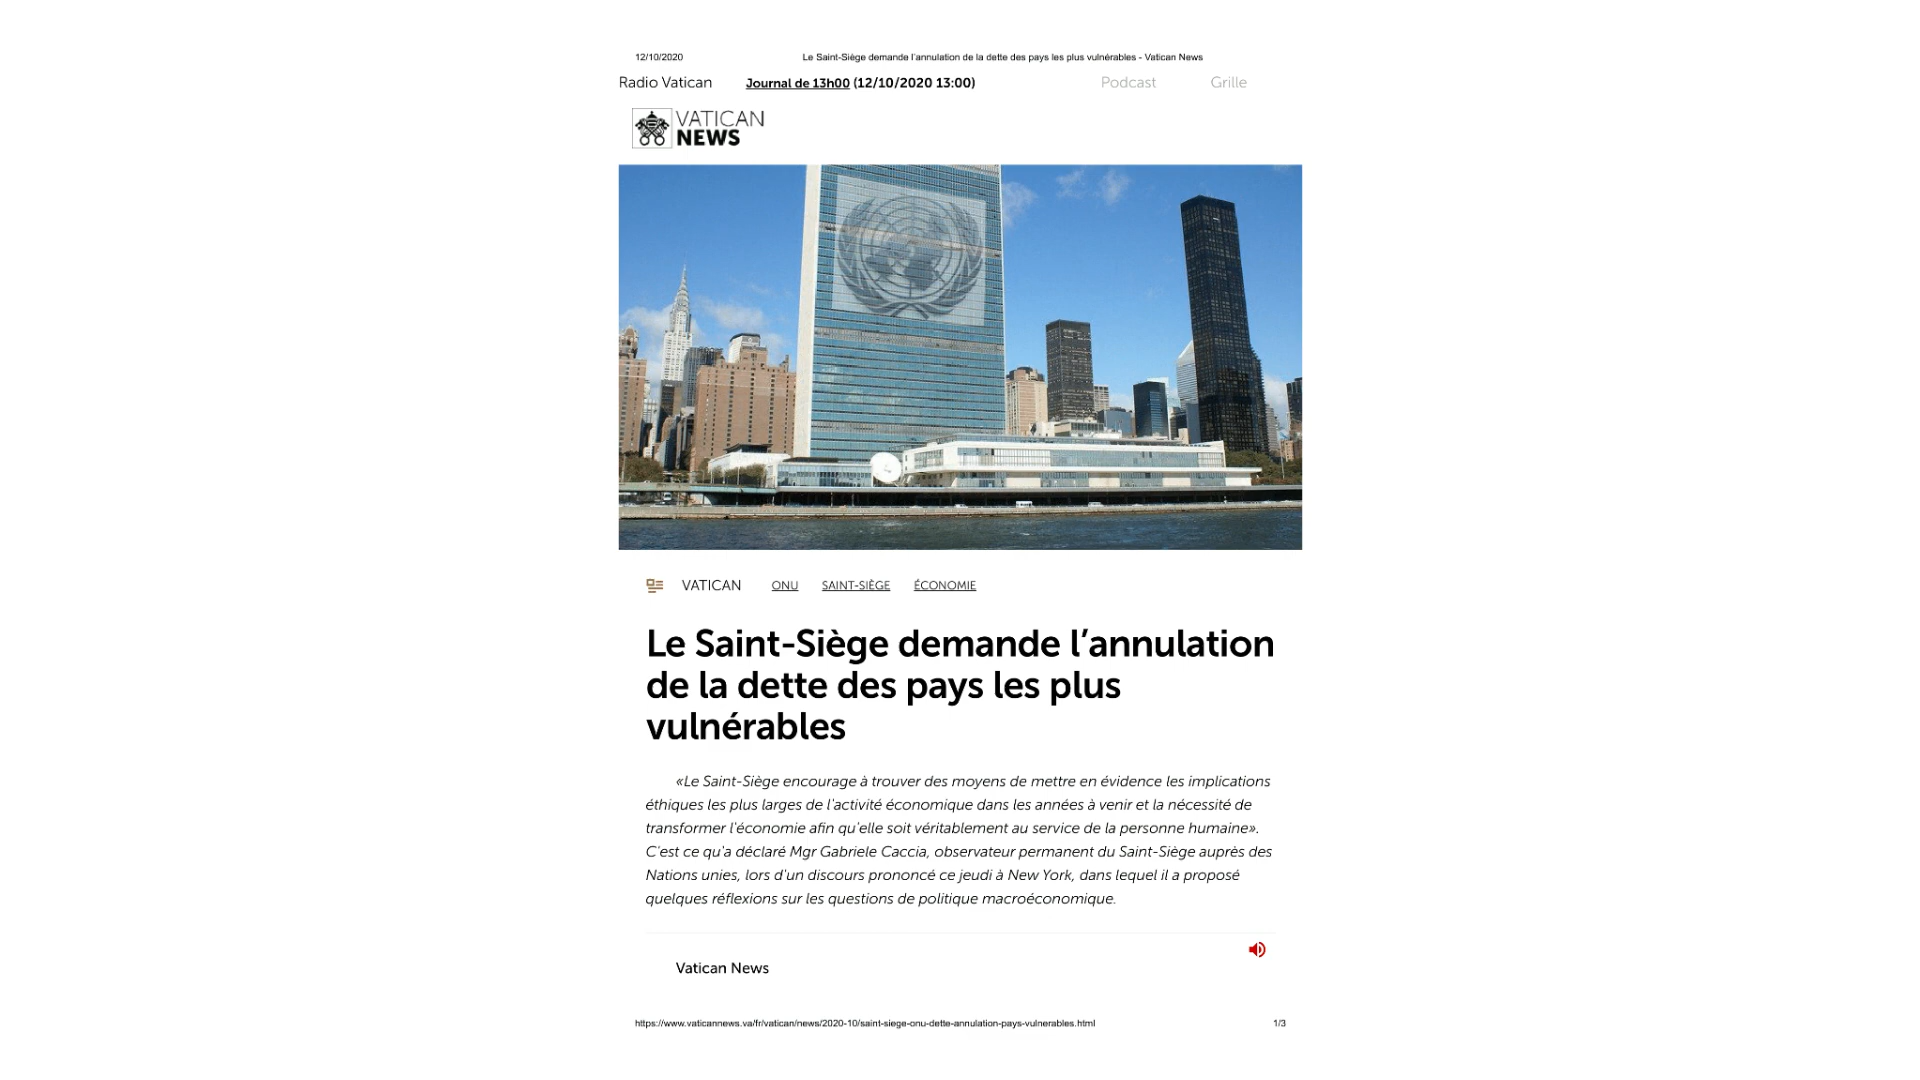 12/10/2020 Le Saint-Siège demande l'annulation de la dette des pays les plus vulnérables - Vatican News
Radio Vatican Journal de 13h00 (12/10/2020 13:00) Podcast Grille
VATICAN
NEWS
VATICAN ONU SAINT-SIÈGE ÉCONOMIE
Le Saint-Siège demande l’annulation
de la dette des pays les plus
vulnérables
«Le Saint-Siège encourage à trouver des moyens de mettre en évidence les implications
éthiques les plus larges de l'activité économique dans les années à venir et la nécessité de
transformer l'économie afin qu'elle soit véritablement au service de la personne humaine».
C'est ce qu'a déclaré Mgr Gabriele Caccia, observateur permanent du Saint-Siège auprès des
Nations unies, lors d'un discours prononcé ce jeudi à New York, dans lequel il a proposé
quelques réflexions sur les questions de politique macroéconomique.
Vatican News
https://www.vaticannews.va/fr/vatican/news/2020-10/saint-siege-onu-dette-annulation-pays-vulnerables.html 1/3